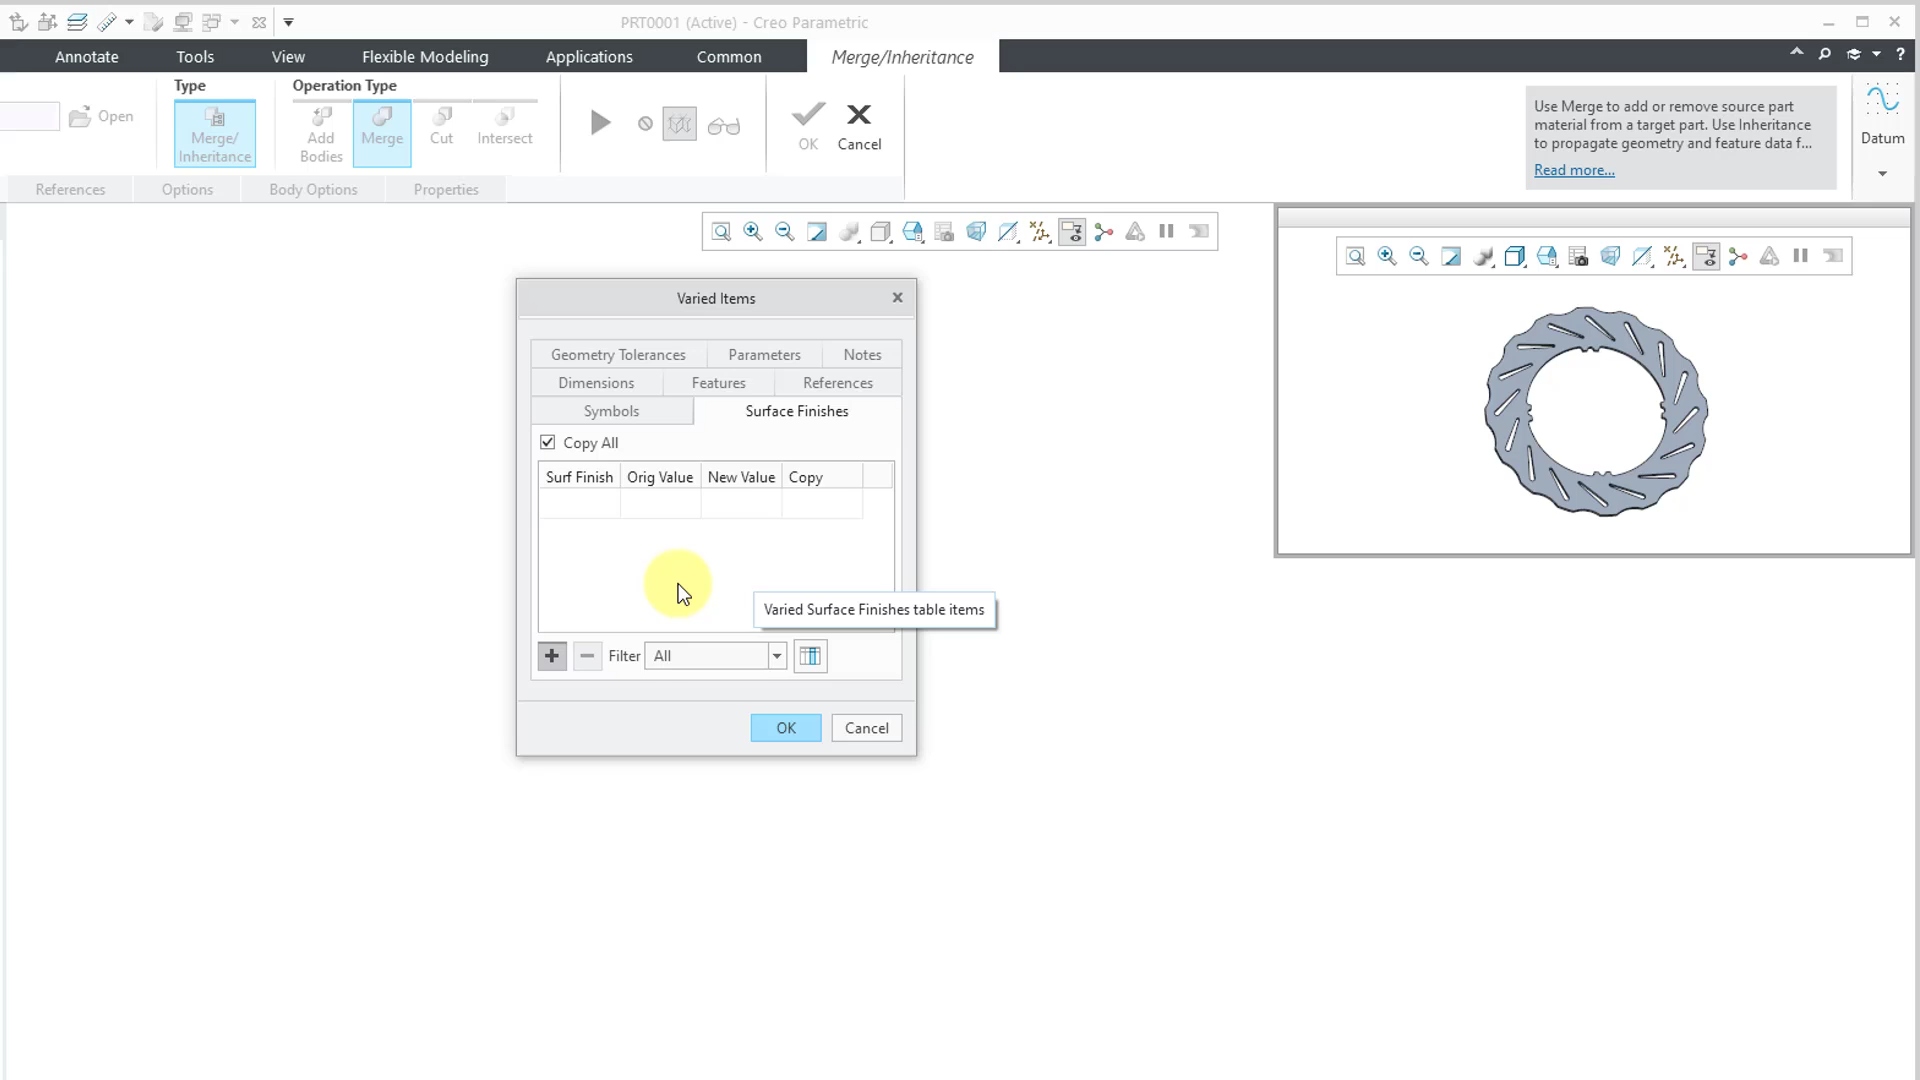 PRT0001 (Active) - Creo Parametric
Annotate Tools View Flexible Modeling Applications Common Merge/Inheritance ?
Type Operation Type
Open
Merge/
Inheritance
Add
Bodies
Merge
Cut
Intersect
OK
Cancel
Use Merge to add or remove source part
material from a target part. Use Inheritance
to propagate geometry and feature data f...
Read more...
Datum
References Options Body Options Properties
Varied Items
Geometry Tolerances Parameters Notes
Dimensions Features References
Symbols Surface Finishes
Copy All
Surf Finish Orig Value New Value Copy
Varied Surface Finishes table items
Filter All
OK Cancel